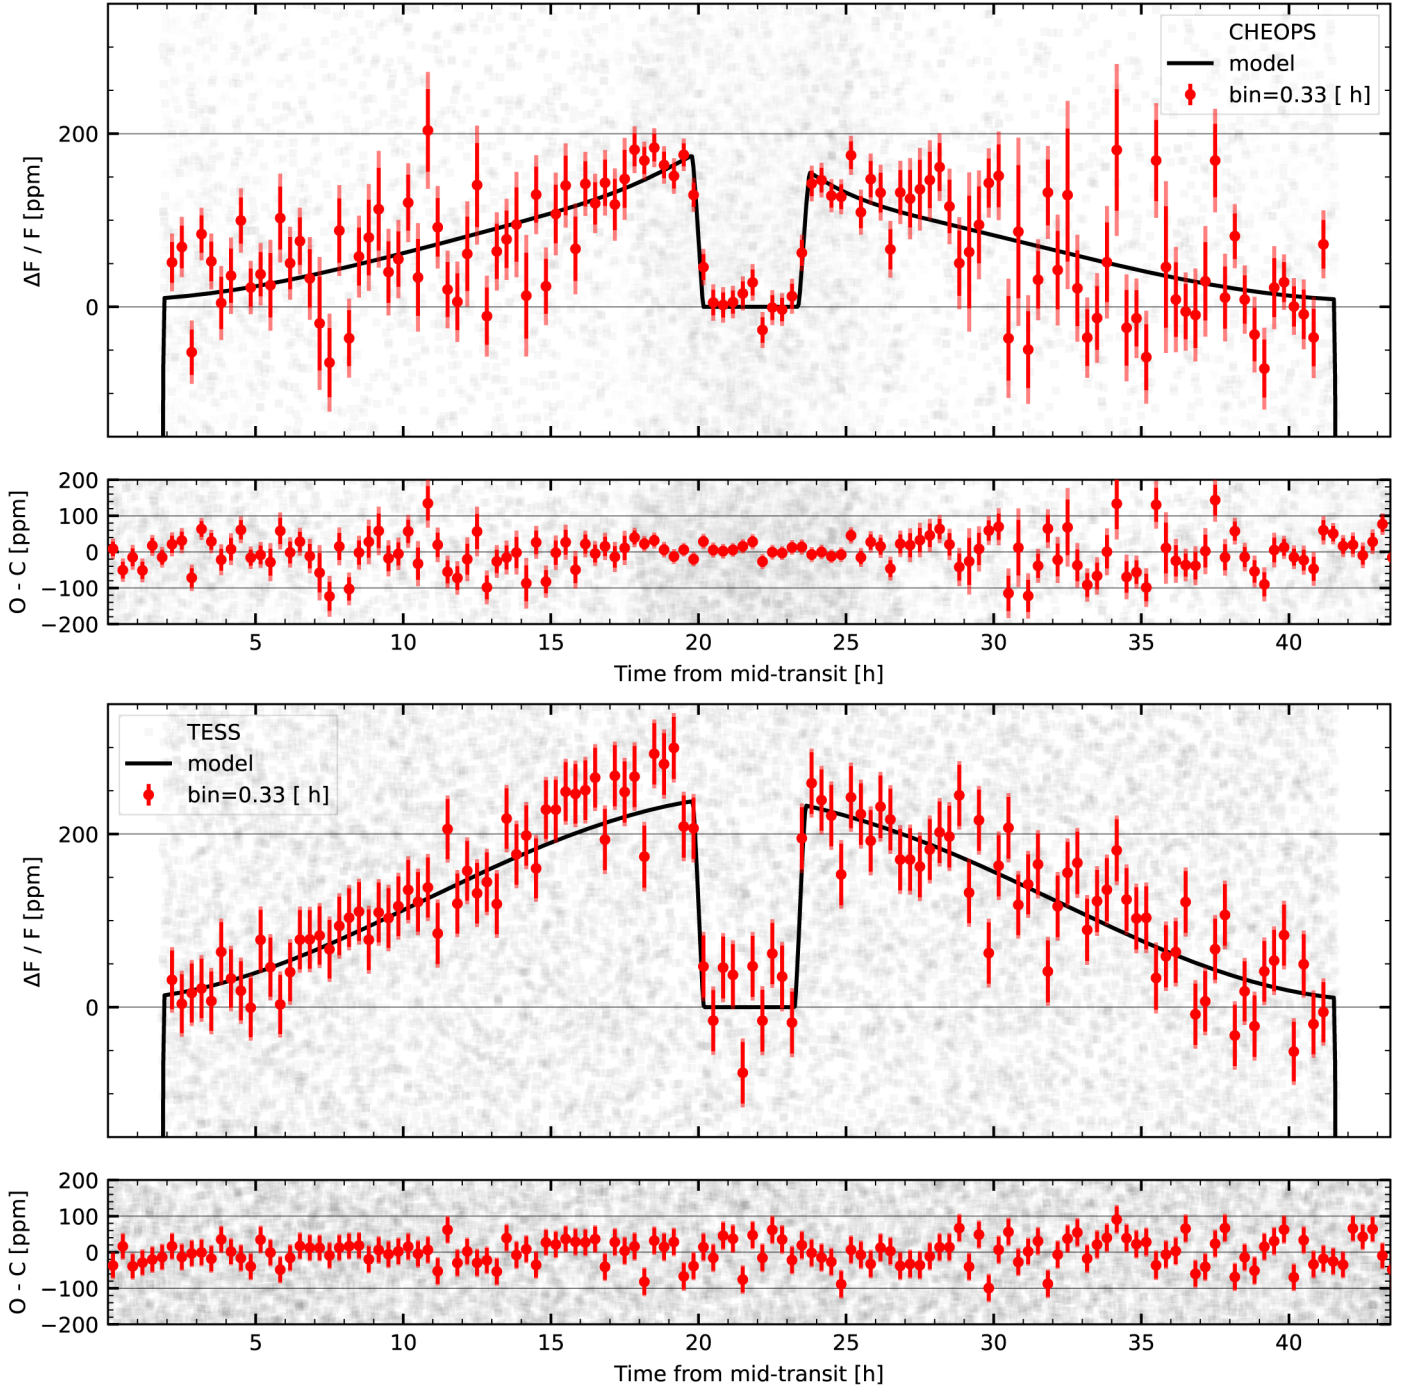 CHEOPS
model
bin=0.33 [ h]
200
0
ΔF / F [ppm]
200
100
0
−100
−200
O - C [ppm]
5 10 15 20 25 30 35 40
Time from mid-transit [h]
TESS
model
bin=0.33 [ h]
200
0
ΔF / F [ppm]
200
100
0
−100
−200
O - C [ppm]
5 10 15 20 25 30 35 40
Time from mid-transit [h]